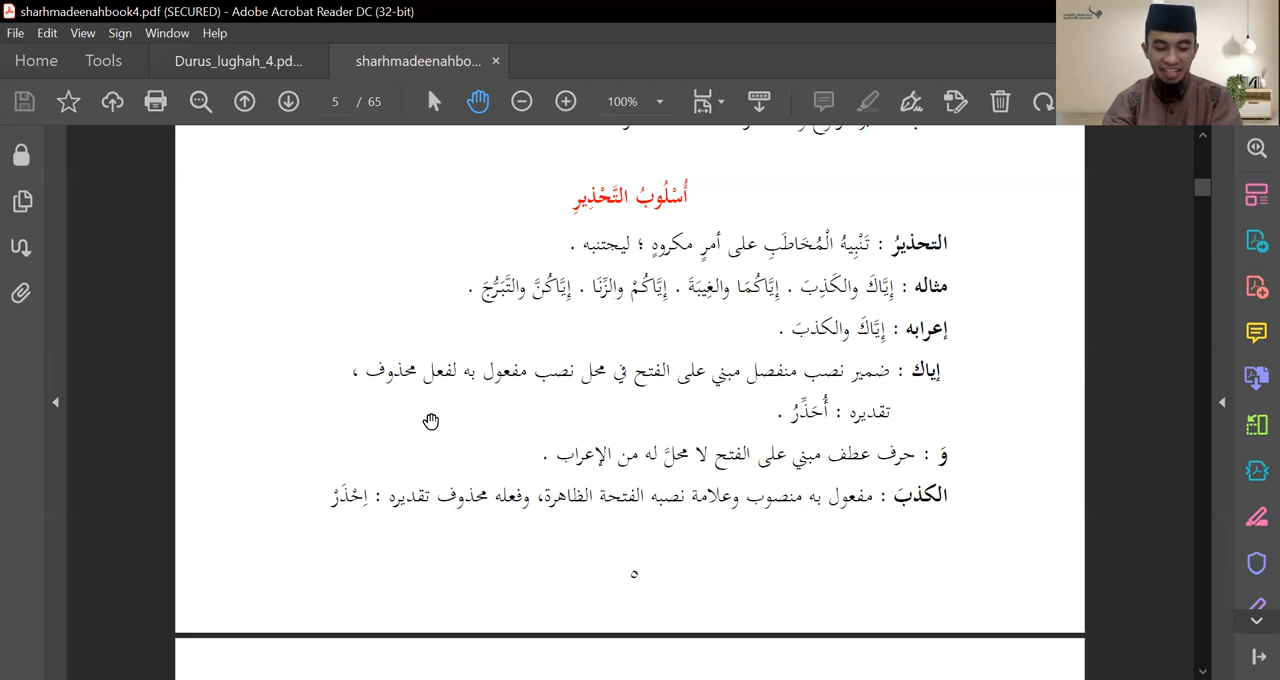 sharhmadeenahbook4.pdf (SECURED) - Adobe Acrobat Reader DC (32-bit)
File Edit View Sign Window Help
Home Tools Durus_lughah_4.pd... sharhmadeenahbo... ×
5 / 65 100%
أُسْلُوبُ التَّحْذِيرِ
التحذيرُ : تَنْبِيهُ الْمُخَاطَبِ على أمرٍ مكروهٍ ؛ ليجتنبه .
مثاله : إِيَّاكَ والكَذِبَ . إِيَّاكُمَا والغِيبَةَ . إِيَّاكُمْ والزِّنَا . إِيَّاكُنَّ والتَّبَرُّجَ .
إعرابه : إِيَّاكَ والكذبَ .
إياك : ضمير نصب منفصل مبني على الفتح في محل نصب مفعول به لفعل محذوف ،
تقديره : أُحَذِّرُ .
وَ : حرف عطف مبني على الفتح لا محلَّ له من الإعراب .
الكذبَ : مفعول به منصوب وعلامة نصبه الفتحة الظاهرة، وفعله محذوف تقديره : اِحْذَرْ
٥